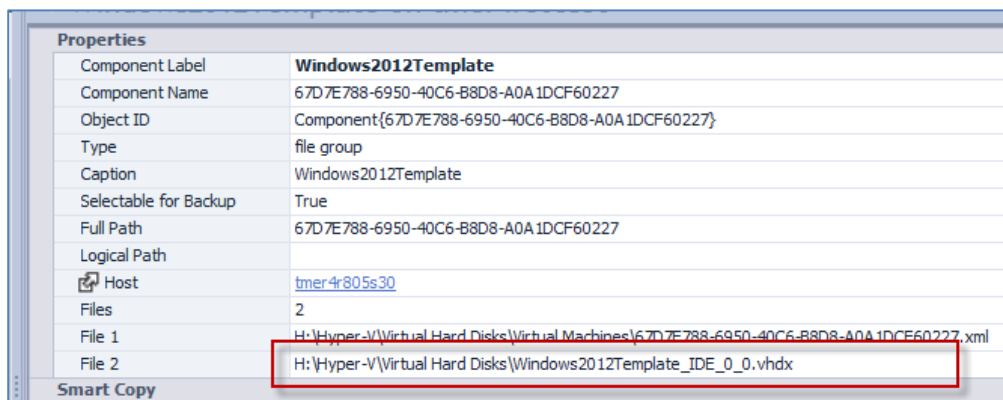 Properties
Component Label Windows2012Template
Component Name 67D7E788-6950-40C6-B8D8-A0A1DCF60227
Object ID Component{67D7E788-6950-40C6-B8D8-A0A1DCF60227}
Type file group
Caption Windows2012Template
Selectable for Backup True
Full Path 67D7E788-6950-40C6-B8D8-A0A1DCF60227
Logical Path
Host tmer4r805s30
Files 2
File 1 H:\Hyper-V\Virtual Hard Disks\Virtual Machines\67D7E788-6950-40C6-B8D8-A0A1DCF60227.xml
File 2 H:\Hyper-V\Virtual Hard Disks\Windows2012Template_IDE_0_0.vhdx
Smart Copy